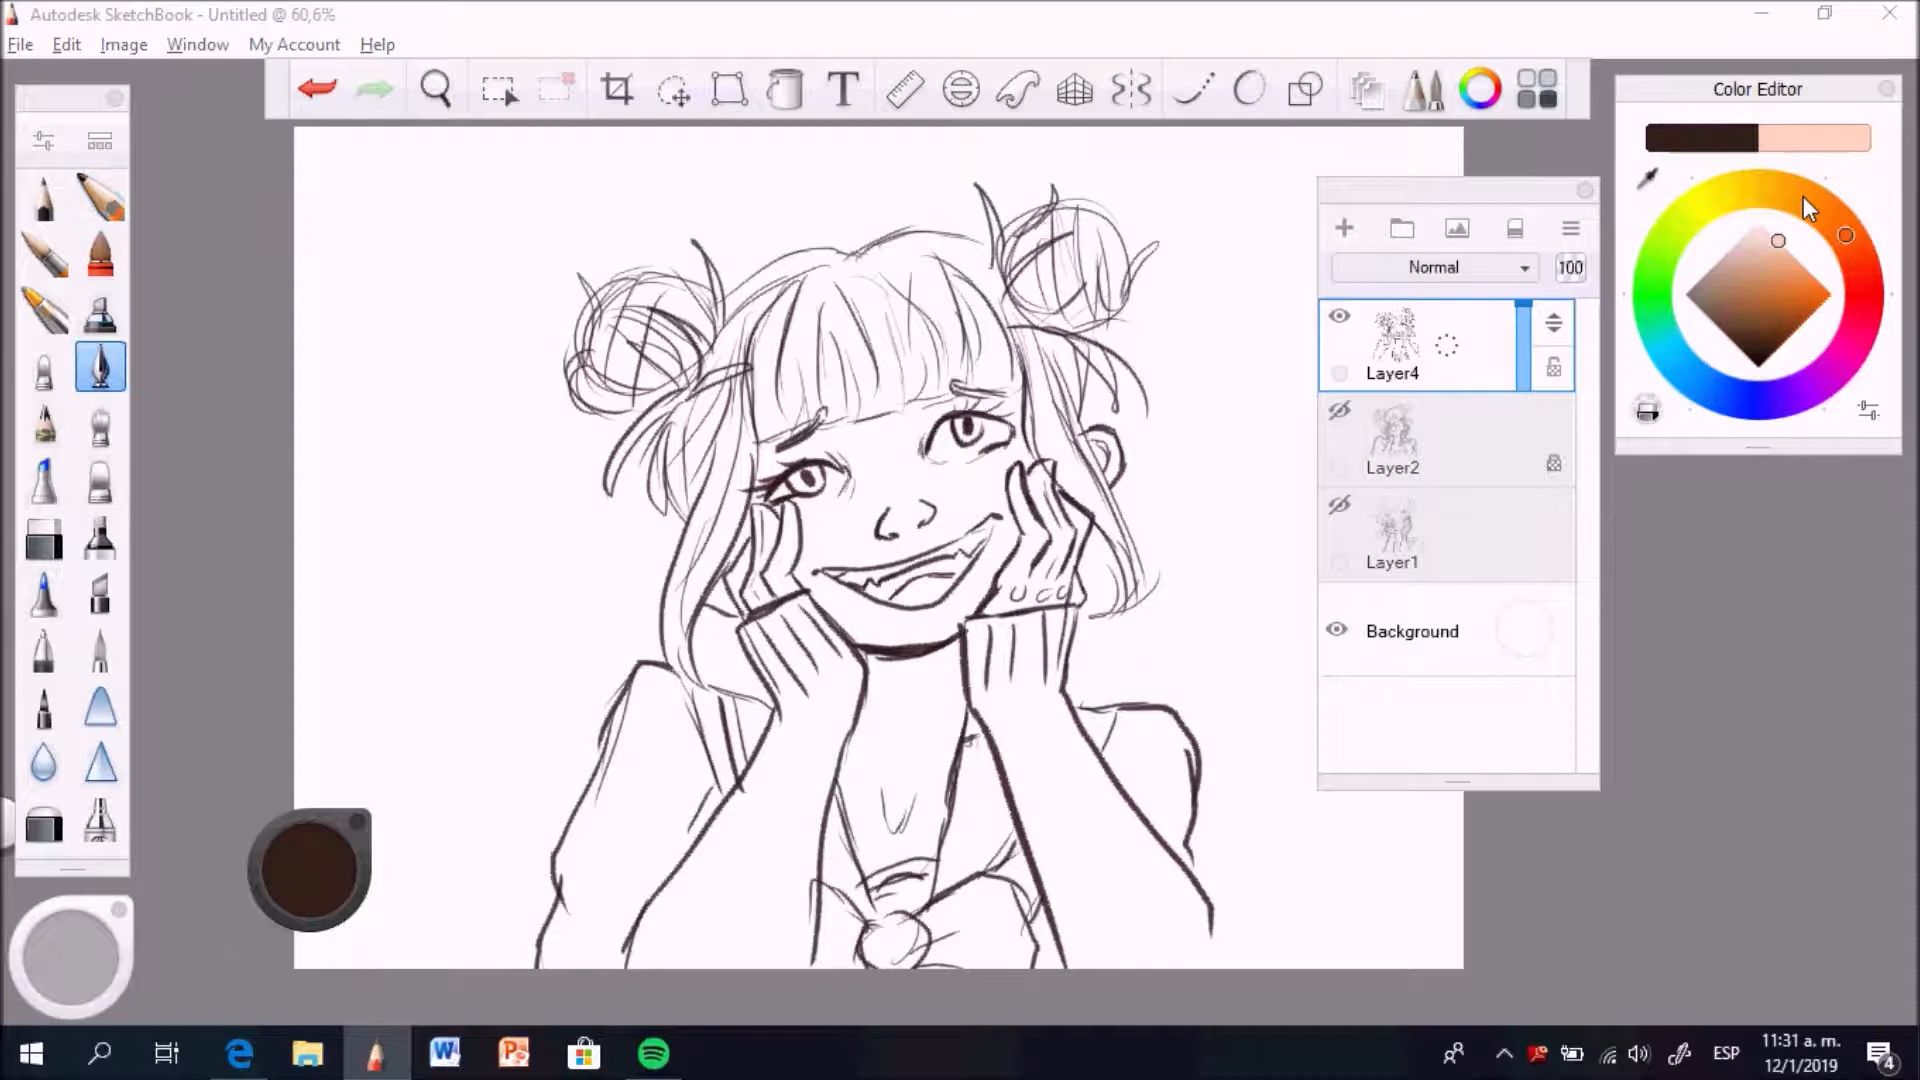 Autodesk SketchBook - Untitled @ 60,6%
File Edit Image Window My Account Help
T
Color Editor
Normal 100
Layer4
Layer2
Layer1
Background
W P ESP
11:31 a. m.
12/1/2019
4